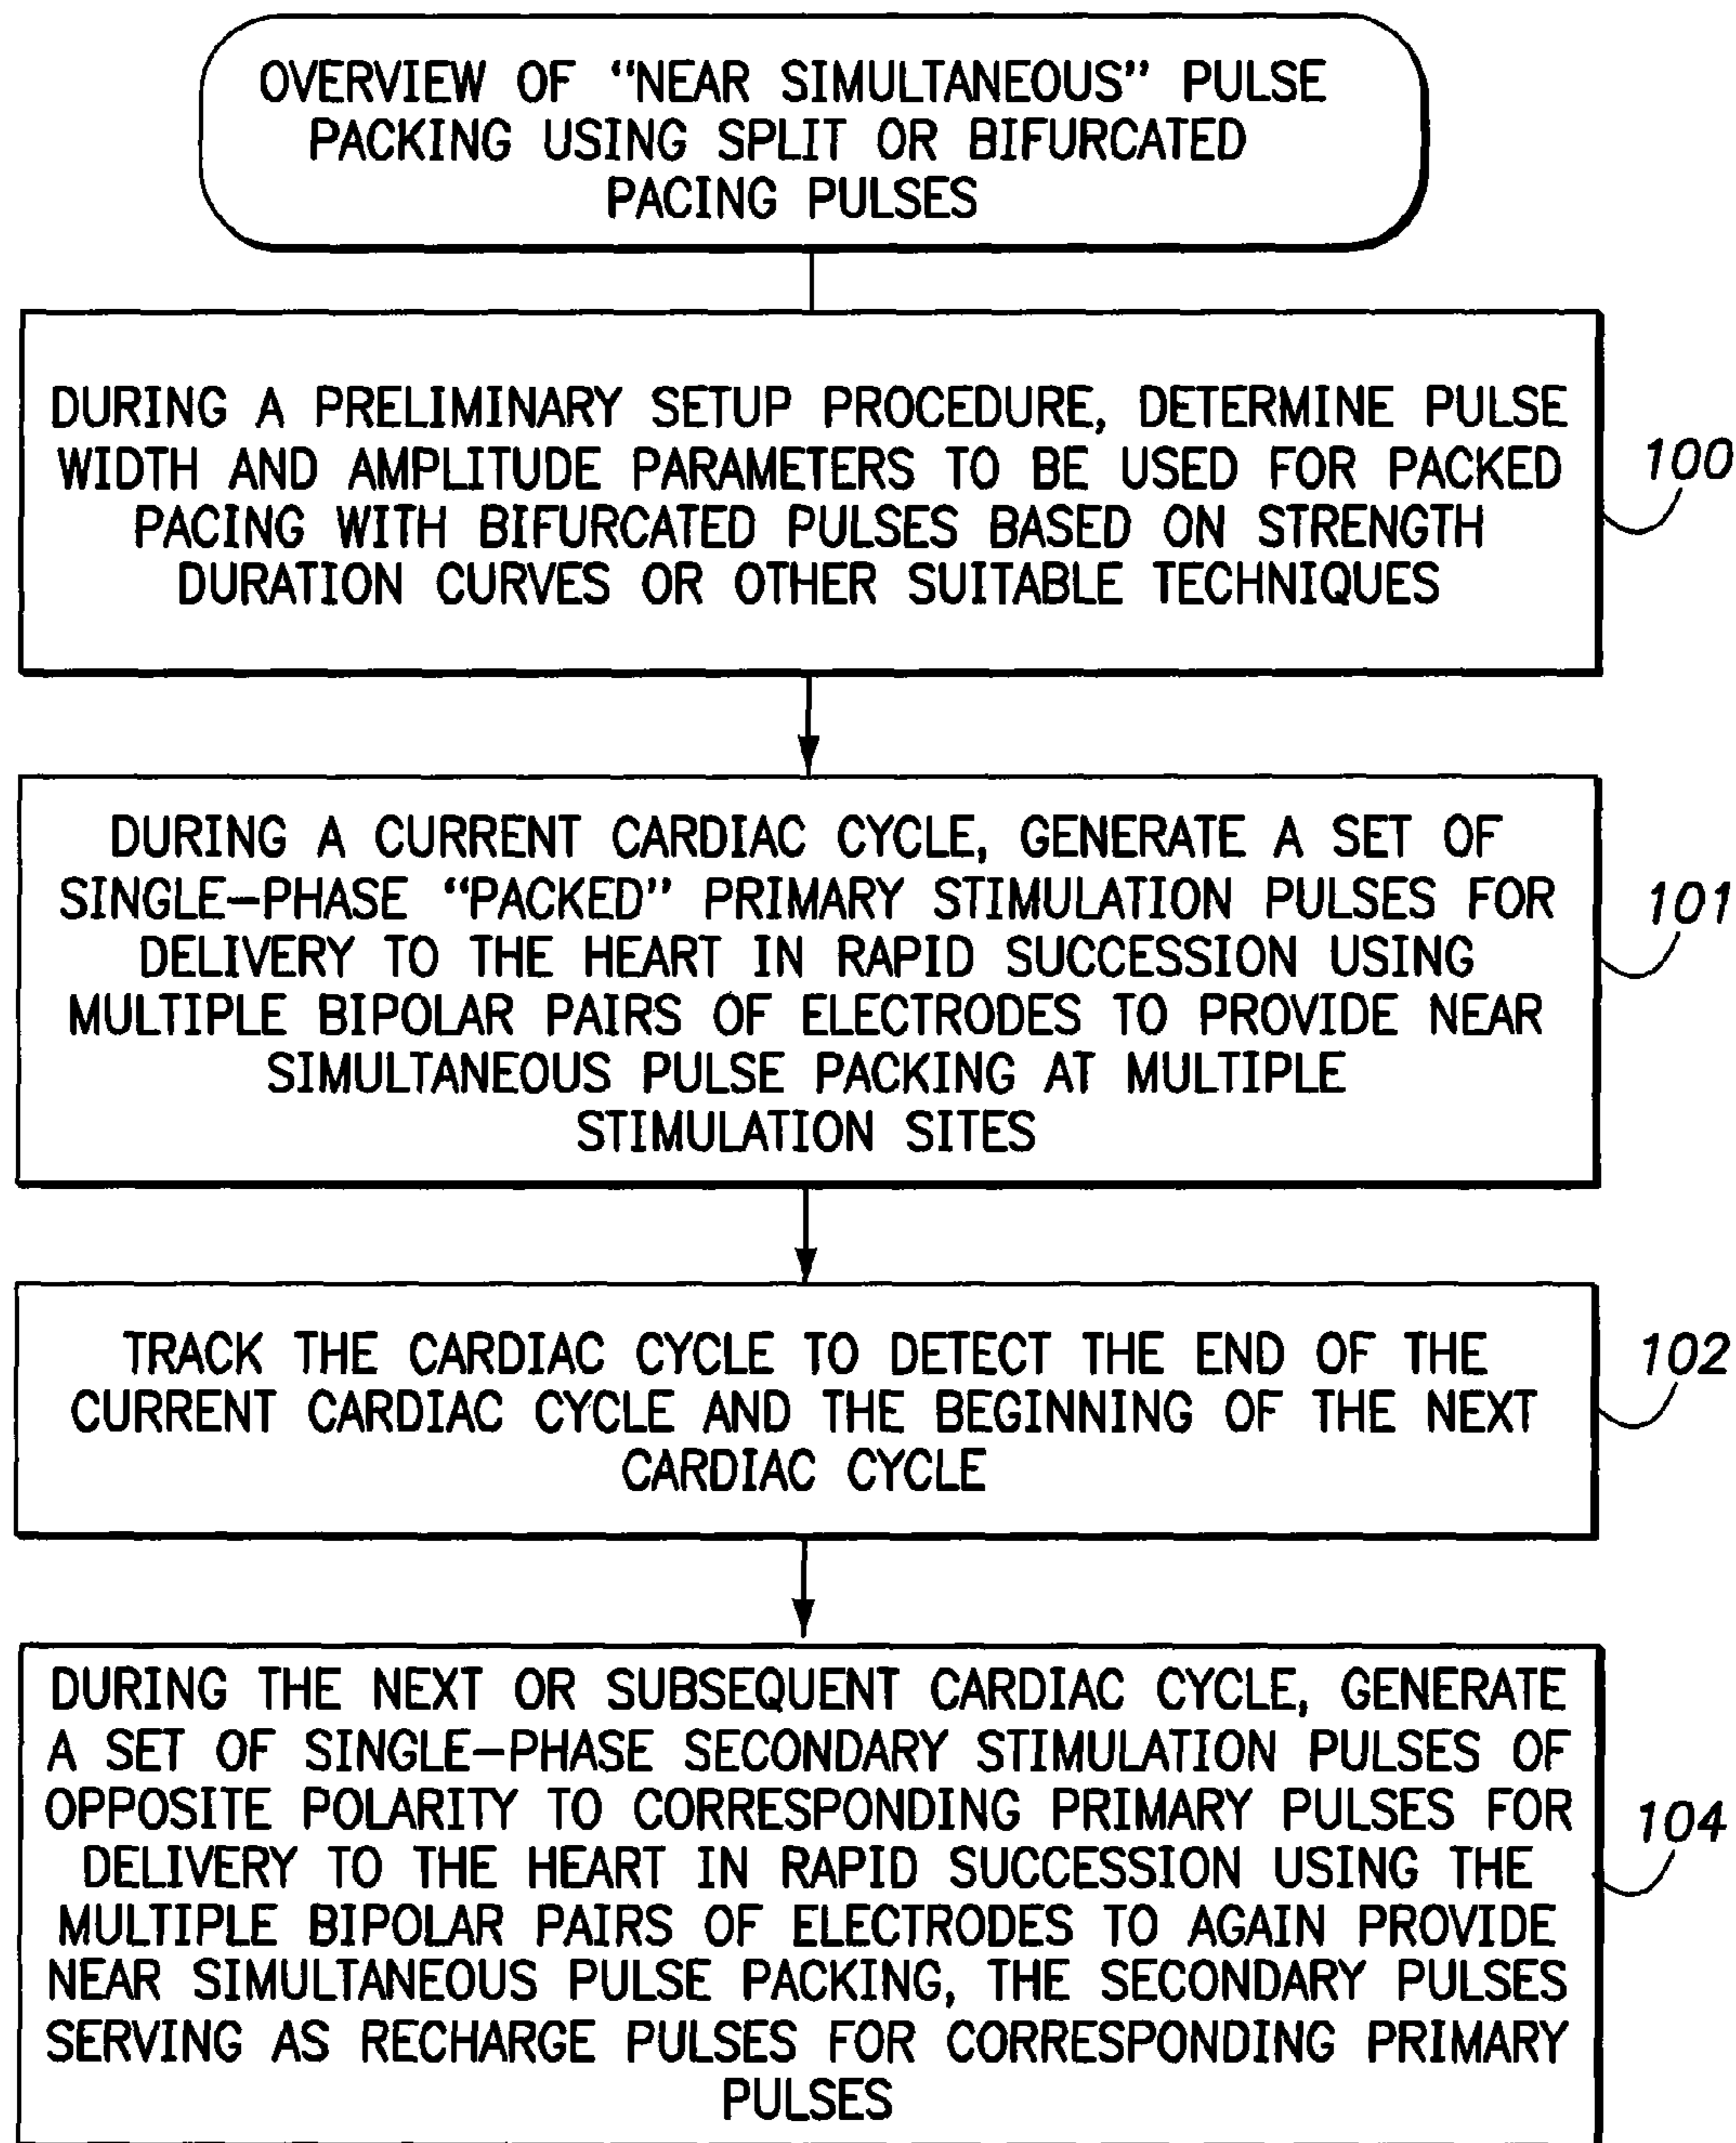 OVERVIEW OF “NEAR SIMULTANEOUS” PULSE
PACKING USING SPLIT OR BIFURCATED
PACING PULSES
DURING A PRELIMINARY SETUP PROCEDURE, DETERMINE PULSE
WIDTH AND AMPLITUDE PARAMETERS TO BE USED FOR PACKED
PACING WITH BIFURCATED PULSES BASED ON STRENGTH
DURATION CURVES OR OTHER SUITABLE TECHNIQUES
100
DURING A CURRENT CARDIAC CYCLE, GENERATE A SET OF
SINGLE–PHASE “PACKED” PRIMARY STIMULATION PULSES FOR
DELIVERY TO THE HEART IN RAPID SUCCESSION USING
MULTIPLE BIPOLAR PAIRS OF ELECTRODES TO PROVIDE NEAR
SIMULTANEOUS PULSE PACKING AT MULTIPLE
STIMULATION SITES
101
TRACK THE CARDIAC CYCLE TO DETECT THE END OF THE
CURRENT CARDIAC CYCLE AND THE BEGINNING OF THE NEXT
CARDIAC CYCLE
102
DURING THE NEXT OR SUBSEQUENT CARDIAC CYCLE, GENERATE
A SET OF SINGLE–PHASE SECONDARY STIMULATION PULSES OF
OPPOSITE POLARITY TO CORRESPONDING PRIMARY PULSES FOR
DELIVERY TO THE HEART IN RAPID SUCCESSION USING THE
MULTIPLE BIPOLAR PAIRS OF ELECTRODES TO AGAIN PROVIDE
NEAR SIMULTANEOUS PULSE PACKING, THE SECONDARY PULSES
SERVING AS RECHARGE PULSES FOR CORRESPONDING PRIMARY
PULSES
104